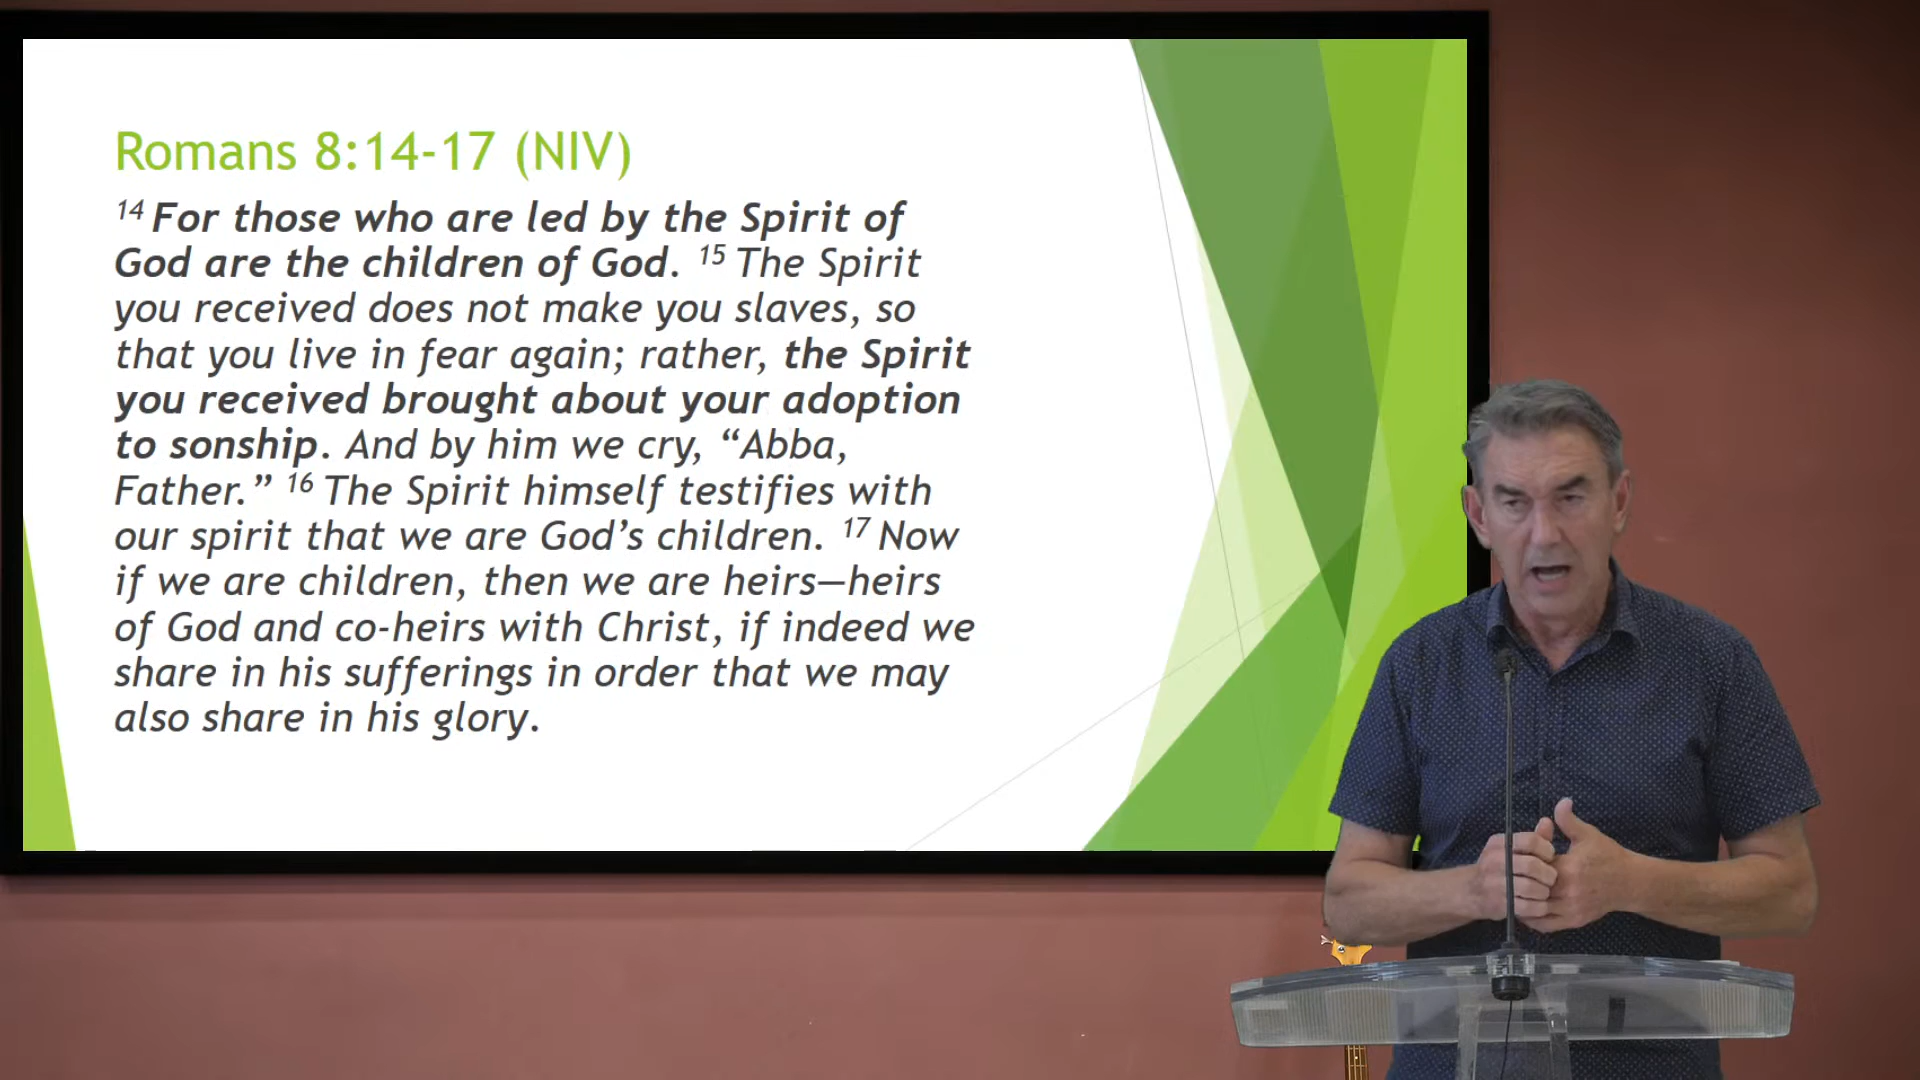 Romans 8:14-17 (NIV)
14 For those who are led by the Spirit of
God are the children of God. 15 The Spirit
you received does not make you slaves, so
that you live in fear again; rather, the Spirit
you received brought about your adoption
to sonship. And by him we cry, “Abba,
Father.” 16 The Spirit himself testifies with
our spirit that we are God’s children. 17 Now
if we are children, then we are heirs—heirs
of God and co-heirs with Christ, if indeed we
share in his sufferings in order that we may
also share in his glory.